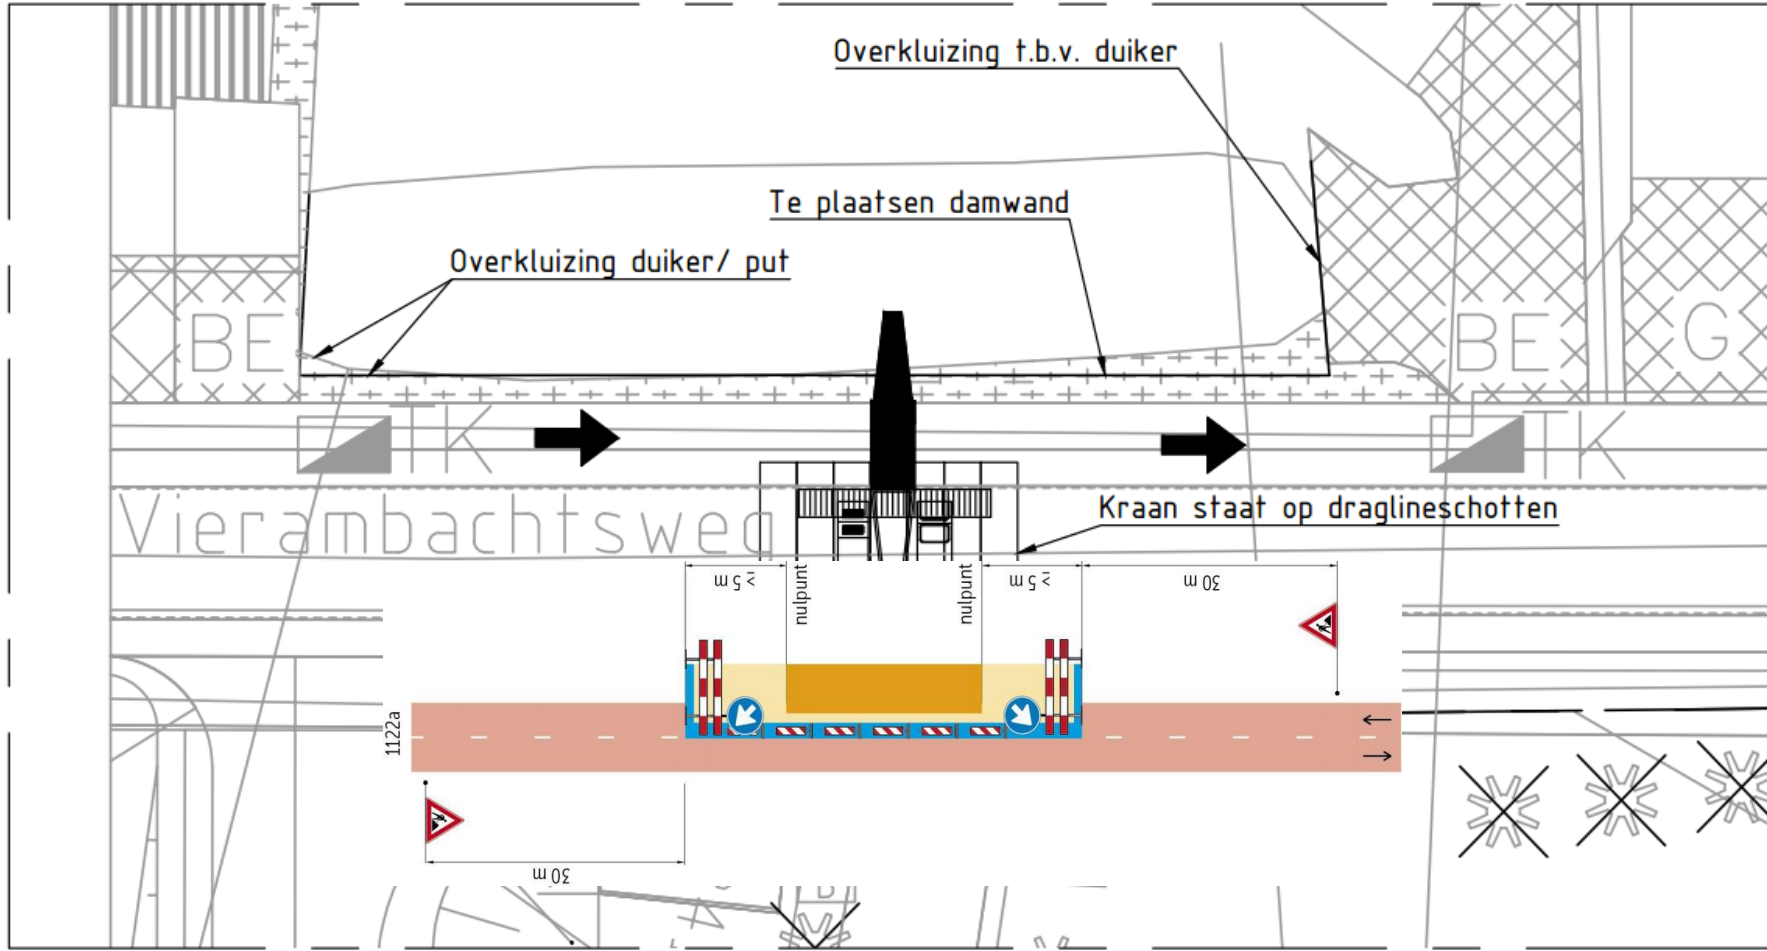 Overkluizing t.b.v. duiker
Te plaatsen damwand
Overkluizing duiker/ put
BE
BE
G
TK
TK
Vierambachtsweg
Kraan staat op draglineschotten
≥ 5 m
nulpunt
nulpunt
≥ 5 m
30 m
1122a
30 m
B